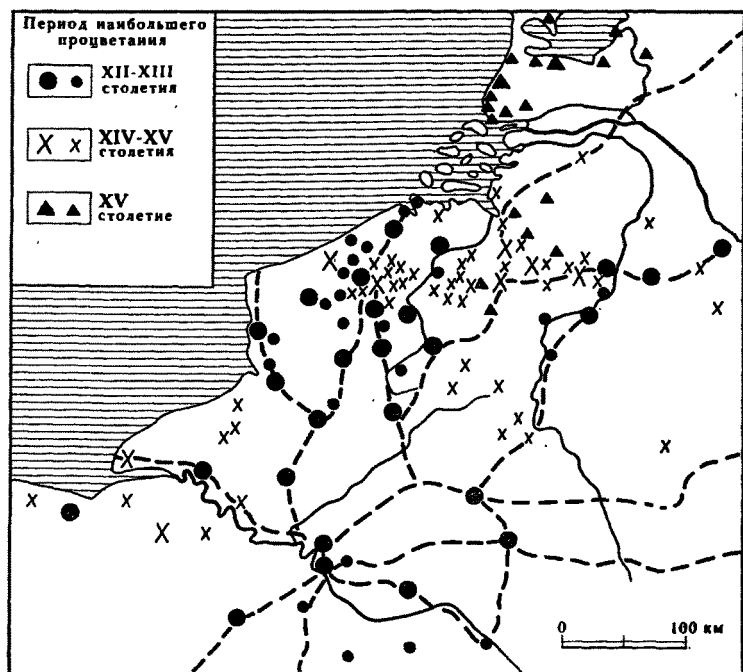 Период наибольшего
процветания
XII-XIII
столетия
XIV-XV
столетия
XV
столетие
0 100 км